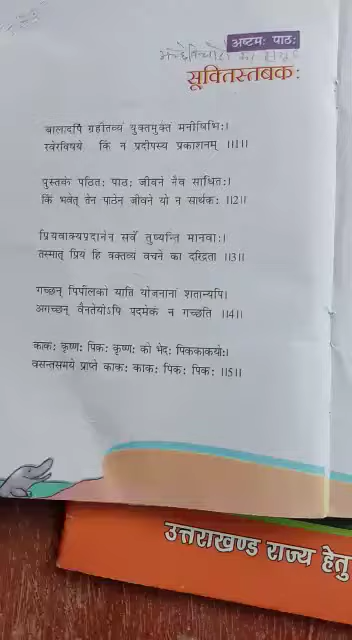 अष्टमः पाठः
सूक्तिस्तबकः
बालादपि ग्रहीतव्यं युक्तमुक्तं मनीषिभिः।
रवेरविषये किं न प्रदीपस्य प्रकाशनम् ॥1॥
पुस्तके पठितः पाठः जीवने नैव साधितः।
किं भवेत् तेन पाठेन जीवने यो न सार्थकः ॥2॥
प्रियवाक्यप्रदानेन सर्वे तुष्यन्ति मानवाः।
तस्मात् प्रियं हि वक्तव्यं वचने का दरिद्रता ॥3॥
गच्छन् पिपीलको याति योजनानां शतान्यपि।
अगच्छन् वैनतेयोऽपि पदमेकं न गच्छति ॥4॥
काकः कृष्णः पिकः कृष्णः को भेदः पिककाकयोः।
वसन्तसमये प्राप्ते काकः काकः पिकः पिकः ॥5॥
उत्तराखण्ड राज्य हेतु